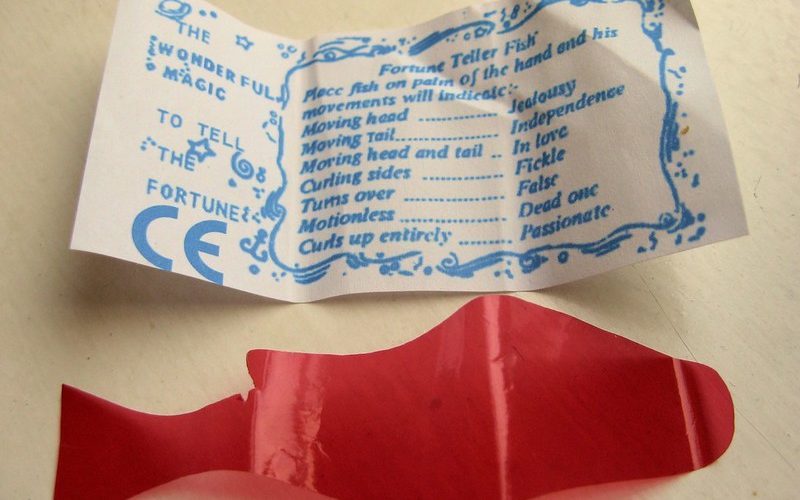 THE
WONDERFUL
MAGIC
TO TELL
THE
FORTUNE
CE
Fortune Teller Fish
Place fish on palm of the hand and his
movements will indicate:-
Moving head .............. Jealousy
Moving Tail.................. Independence
Moving head and tail .. In love
Curling sides .............. Fickle
Turns over ................ False
Motionless.................. Dead one
Curls up entirely ......... Passionate